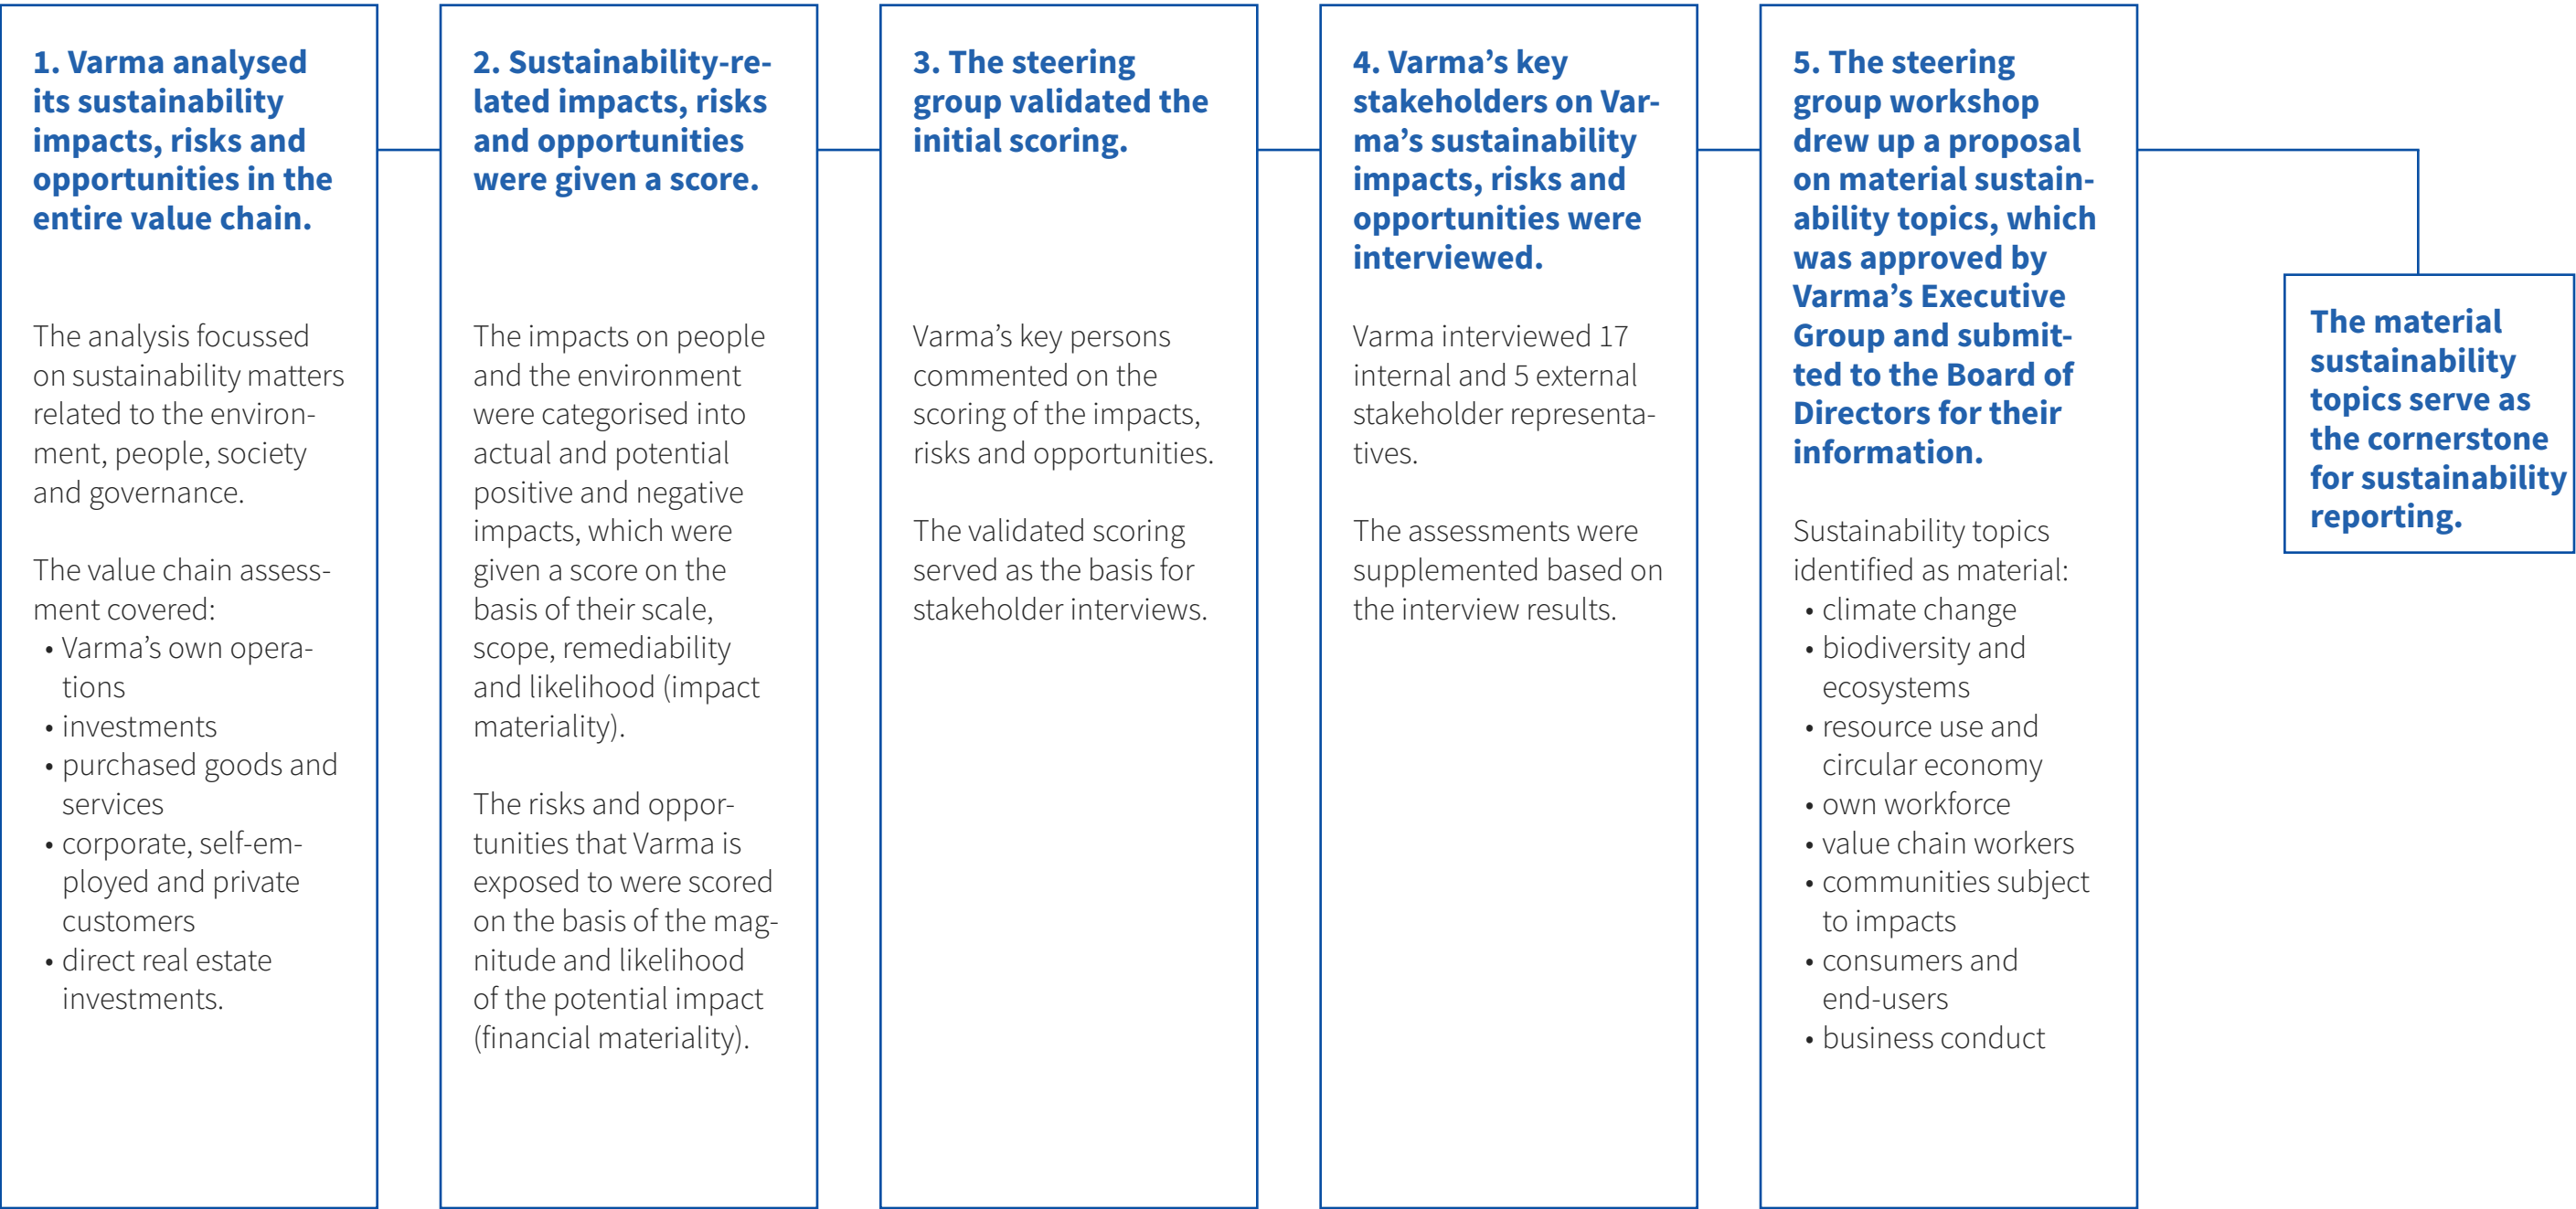 1. Varma analysed
its sustainability
impacts, risks and
opportunities in the
entire value chain.
The analysis focussed
on sustainability matters
related to the environ-
ment, people, society
and governance.
The value chain assess-
ment covered:
• Varma’s own opera-
tions
• investments
• purchased goods and
services
• corporate, self-em-
ployed and private
customers
• direct real estate
investments.
2. Sustainability-re-
lated impacts, risks
and opportunities
were given a score.
The impacts on people
and the environment
were categorised into
actual and potential
positive and negative
impacts, which were
given a score on the
basis of their scale,
scope, remediability
and likelihood (impact
materiality).
The risks and oppor-
tunities that Varma is
exposed to were scored
on the basis of the mag-
nitude and likelihood
of the potential impact
(financial materiality).
3. The steering
group validated the
initial scoring.
Varma’s key persons
commented on the
scoring of the impacts,
risks and opportunities.
The validated scoring
served as the basis for
stakeholder interviews.
4. Varma’s key
stakeholders on Var-
ma’s sustainability
impacts, risks and
opportunities were
interviewed.
Varma interviewed 17
internal and 5 external
stakeholder representa-
tives.
The assessments were
supplemented based on
the interview results.
5. The steering
group workshop
drew up a proposal
on material sustain-
ability topics, which
was approved by
Varma’s Executive
Group and submit-
ted to the Board of
Directors for their
information.
Sustainability topics
identified as material:
• climate change
• biodiversity and
ecosystems
• resource use and
circular economy
• own workforce
• value chain workers
• communities subject
to impacts
• consumers and
end-users
• business conduct
The material
sustainability
topics serve as
the cornerstone
for sustainability
reporting.